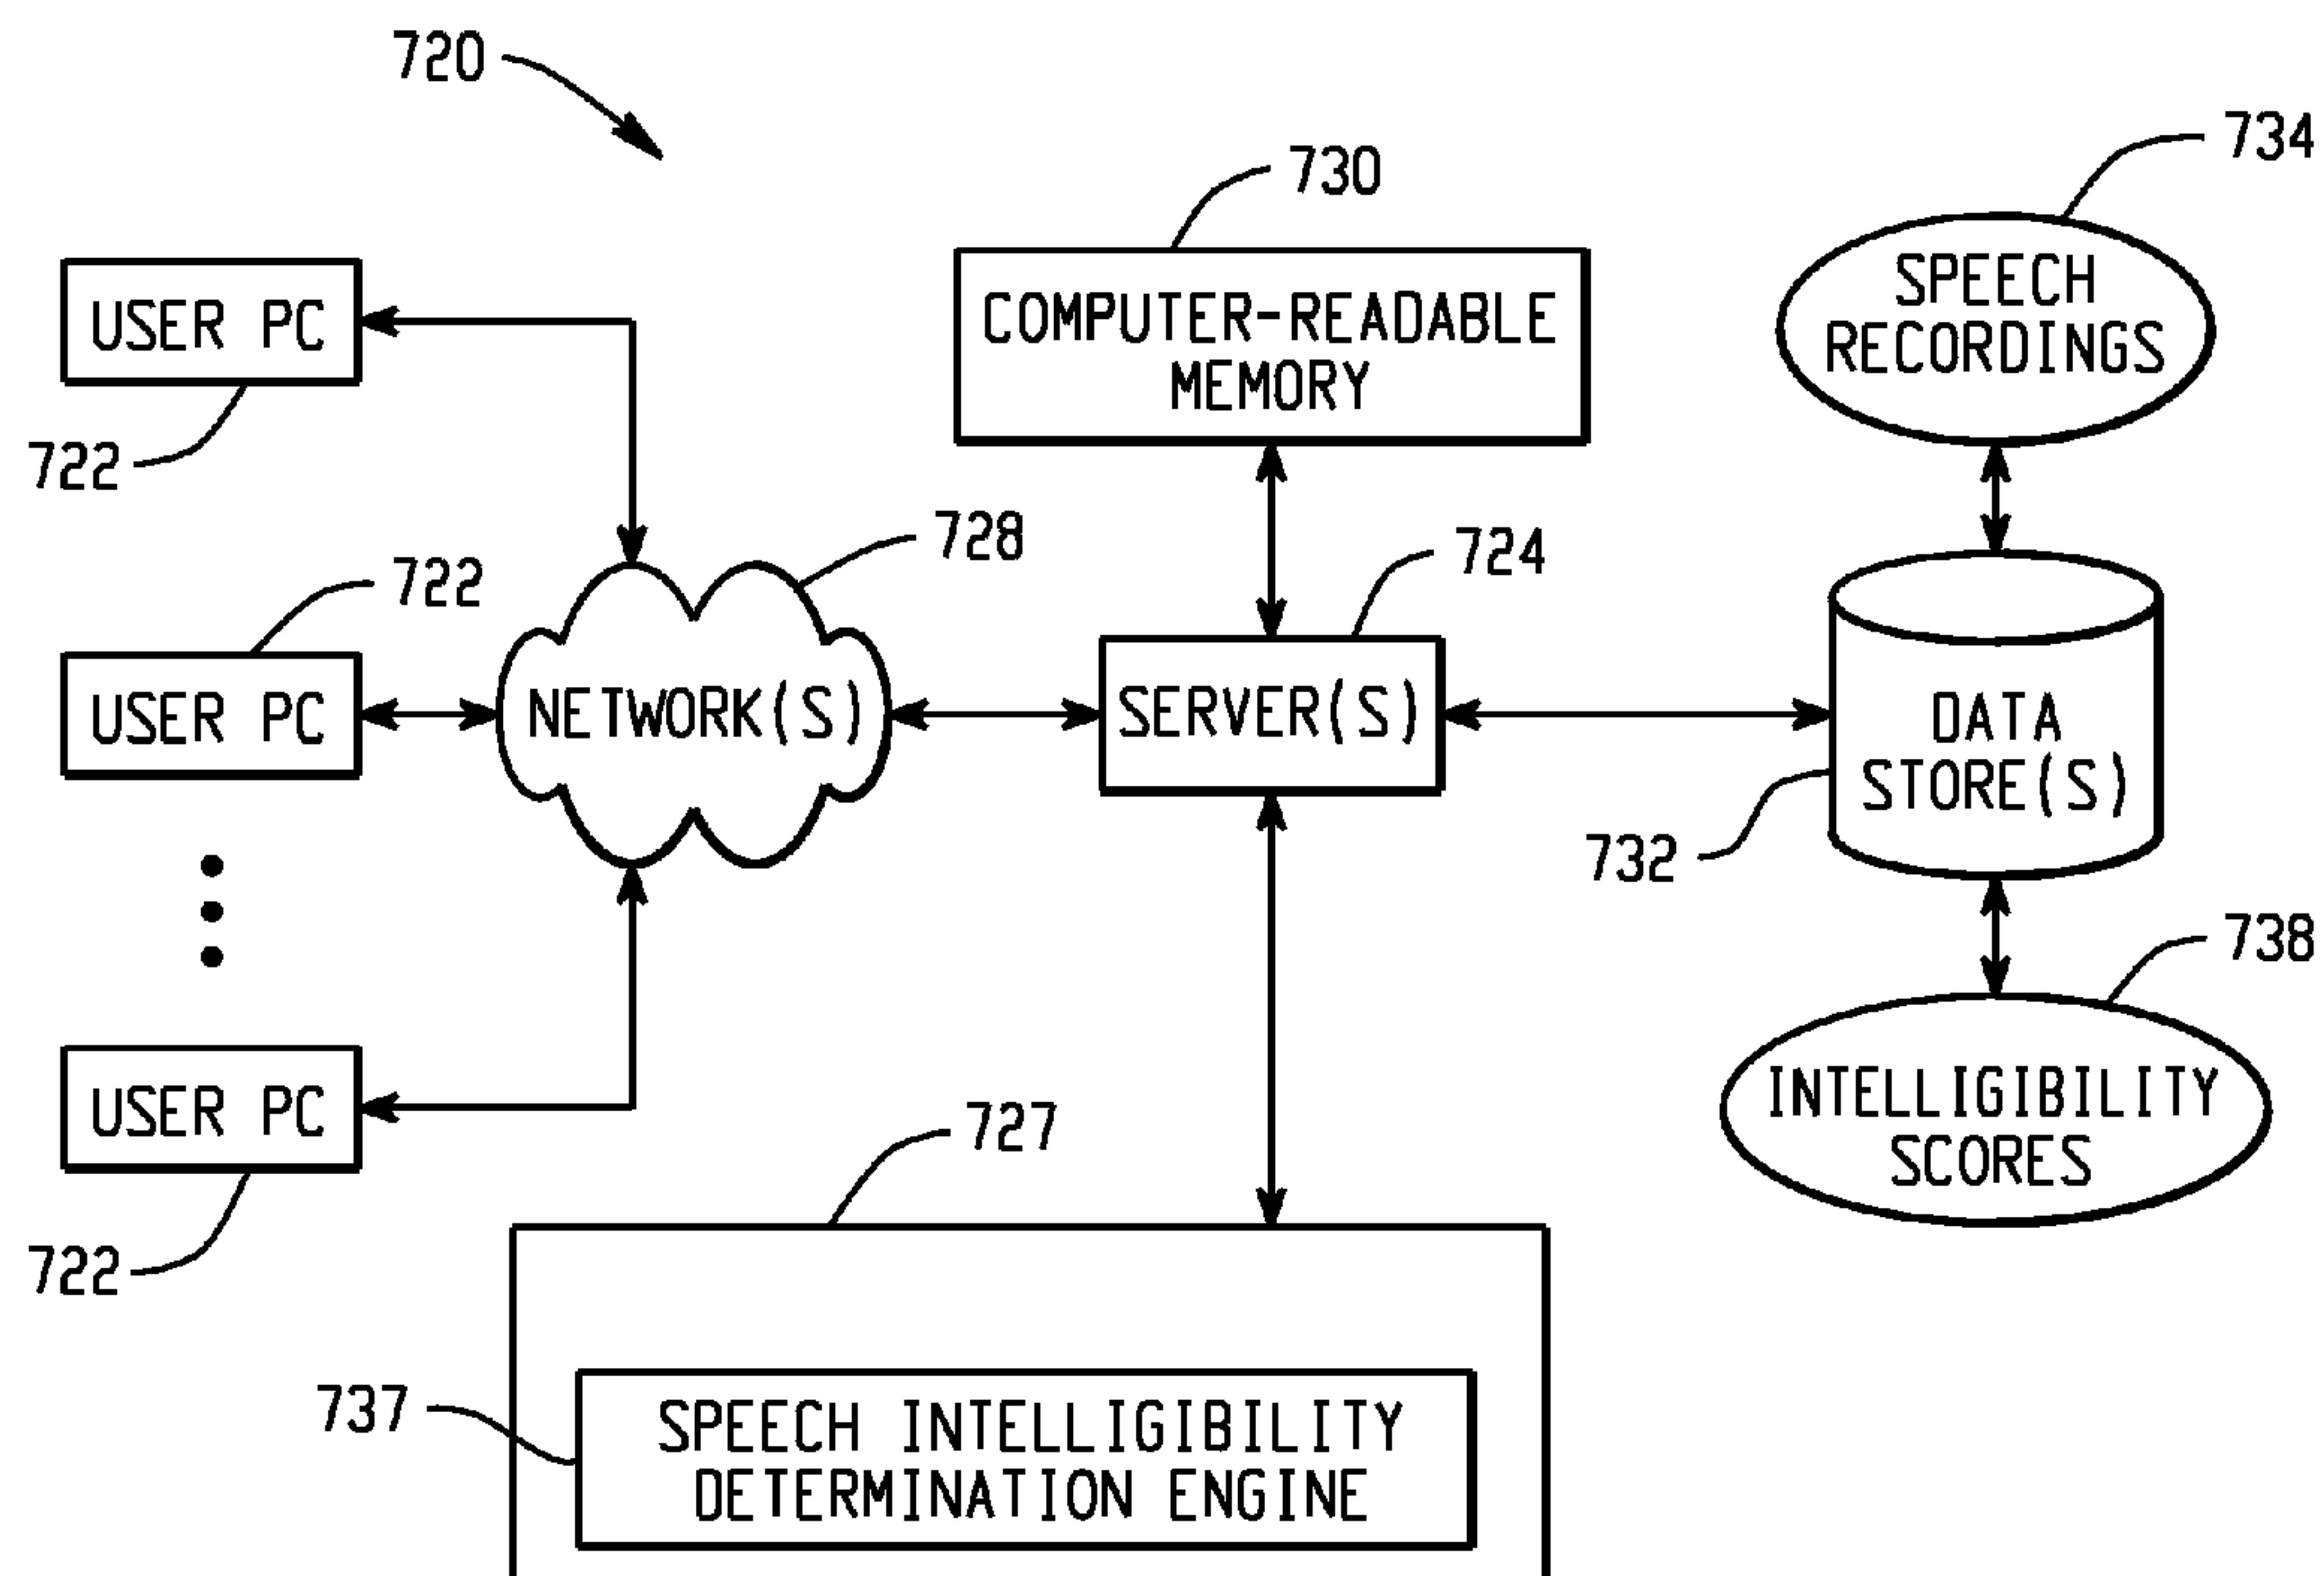 720
734
730
USER PC
COMPUTER-READABLE
MEMORY
SPEECH
RECORDINGS
722
728
724
722
USER PC
NETWORK(S)
SERVER(S)
DATA
STORE(S)
732
738
USER PC
727
INTELLIGIBILITY
SCORES
722
737
SPEECH INTELLIGIBILITY
DETERMINATION ENGINE